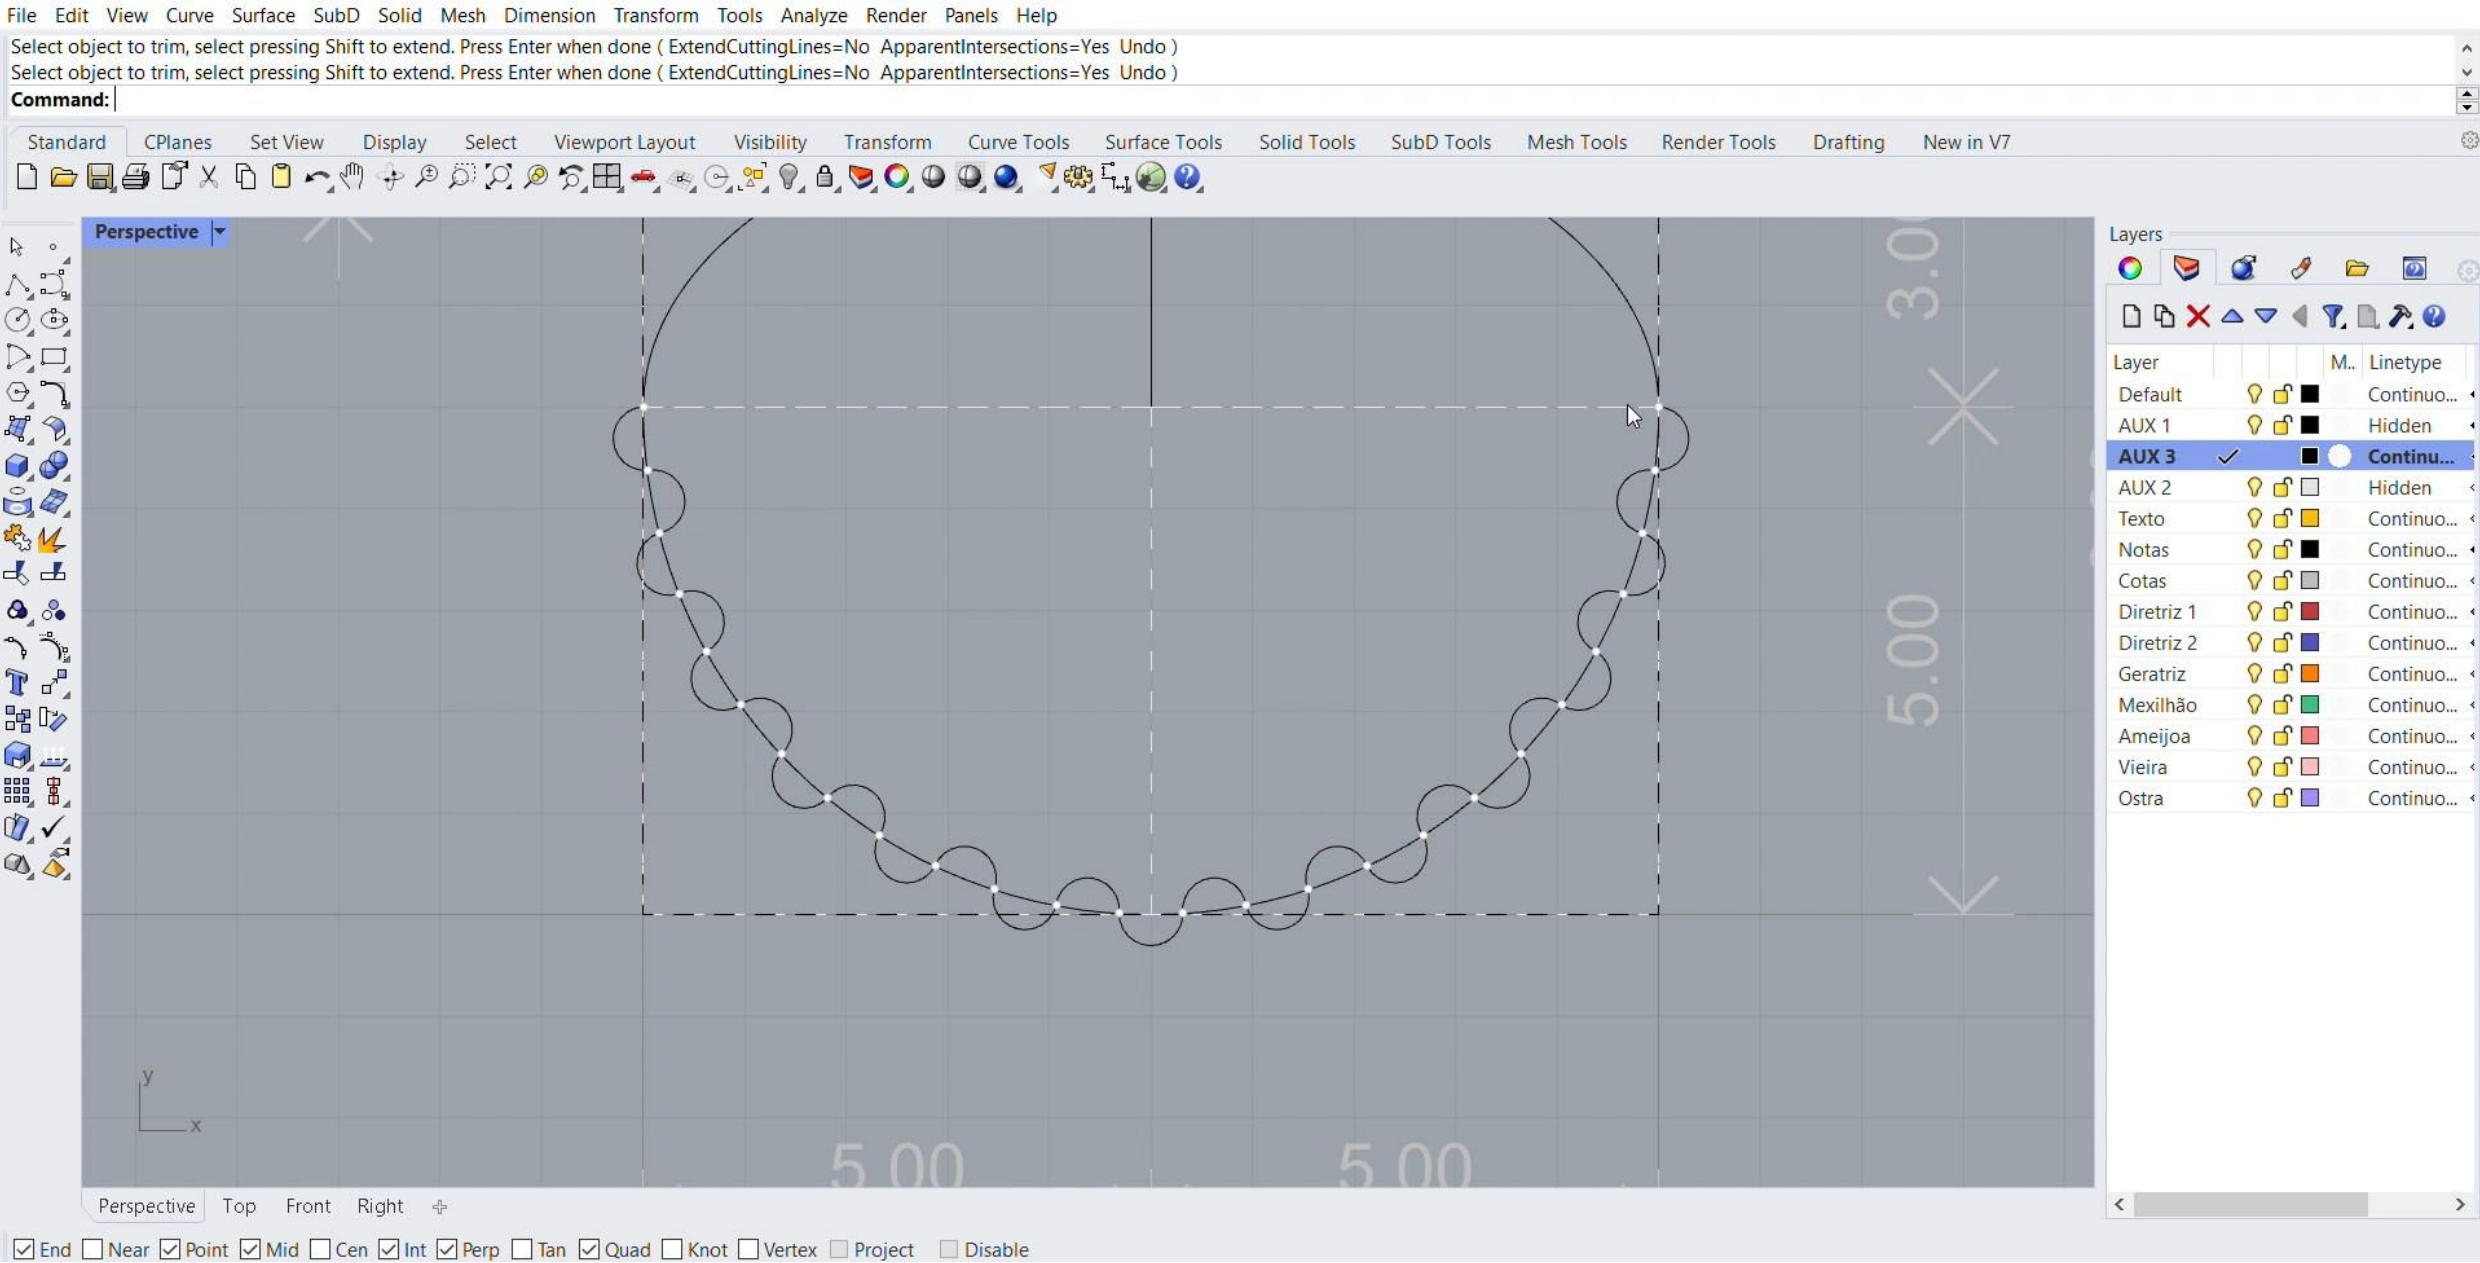 File Edit View Curve Surface SubD Solid Mesh Dimension Transform Tools Analyze Render Panels Help
Select object to trim, select pressing Shift to extend. Press Enter when done ( ExtendCuttingLines=No ApparentIntersections=Yes Undo )
Select object to trim, select pressing Shift to extend. Press Enter when done ( ExtendCuttingLines=No ApparentIntersections=Yes Undo )
Command:
Standard CPlanes Set View Display Select Viewport Layout Visibility Transform Curve Tools Surface Tools Solid Tools SubD Tools Mesh Tools Render Tools Drafting New in V7
Perspective
3.00
5.00
5.00 5.00
y
x
Layers
Layer M.. Linetype
Default Continuo...
AUX 1 Hidden
AUX 3 Continu...
AUX 2 Hidden
Texto Continuo...
Notas Continuo...
Cotas Continuo...
Diretriz 1 Continuo...
Diretriz 2 Continuo...
Geratriz Continuo...
Mexilhão Continuo...
Ameijoa Continuo...
Vieira Continuo...
Ostra Continuo...
Perspective Top Front Right
End Near Point Mid Cen Int Perp Tan Quad Knot Vertex Project Disable